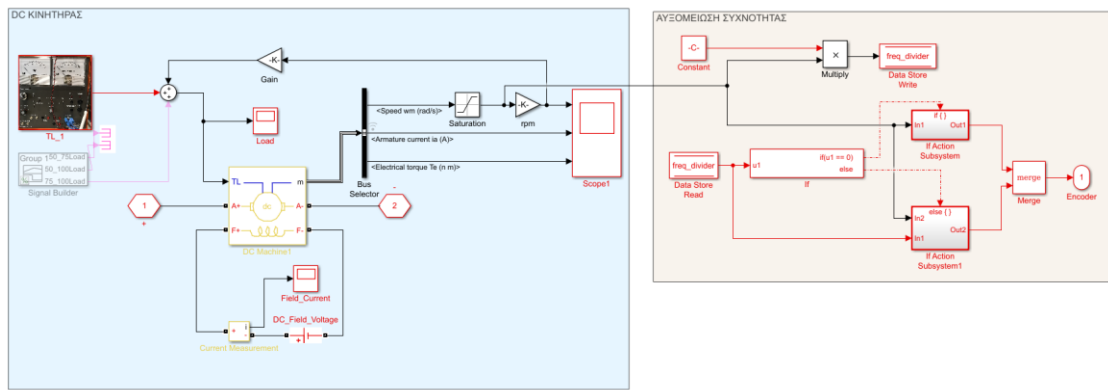 DC ΚΙΝΗΤΗΡΑΣ
-K-
Gain
TL_1
Group 1
50_75Load
50_100Load
75_100Load
Signal Builder
Load
<Speed wm (rad/s)>
<Armature current ia (A)>
<Electrical torque Te (n m)>
Bus
Selector
Saturation
-K-
rpm
Scope1
1
+
TL
m
A+
dc
A-
F+
F-
DC Machine1
-
2
Field_Current
DC_Field_Voltage
+
i
-
+
Current Measurement
ΑΥΞΟΜΕΙΩΣΗ ΣΥΧΝΟΤΗΤΑΣ
-C-
Constant
×
Multiply
freq_divider
Data Store
Write
freq_divider
Data Store
Read
u1
if(u1 == 0)
else
If
if { }
In1
Out1
If Action
Subsystem
else { }
In2
In1
Out2
If Action
Subsystem1
merge
Merge
1
Encoder